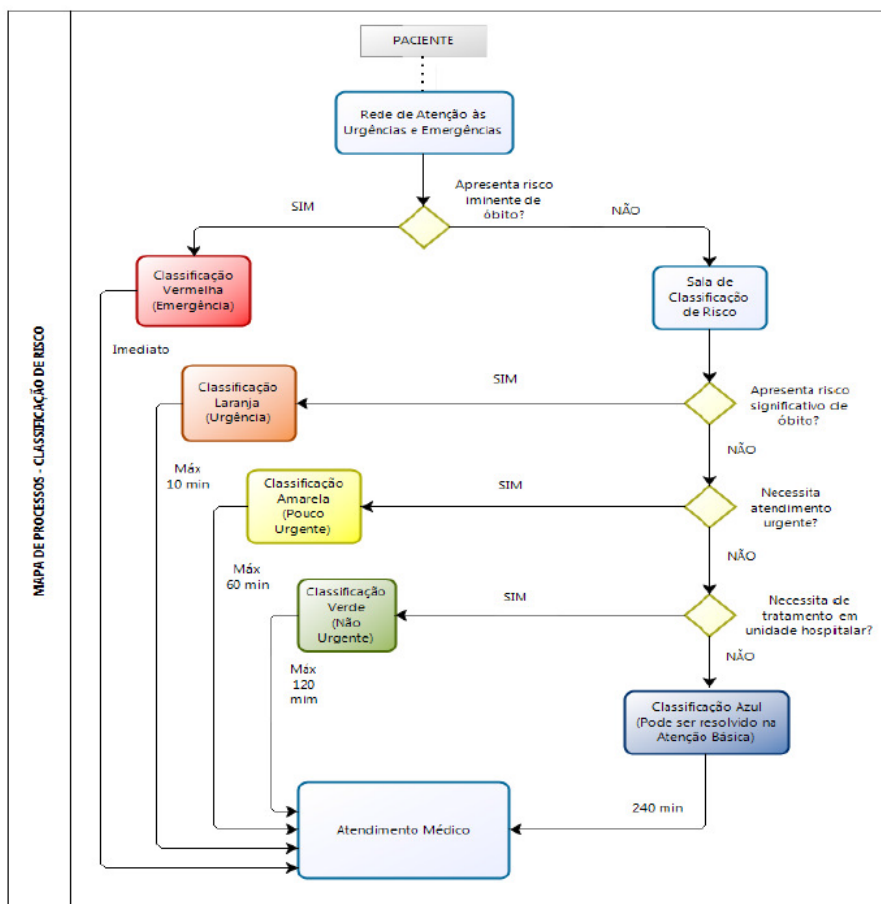 MAPA DE PROCESSOS - CLASSIFICAÇÃO DE RISCO
PACIENTE
Rede de Atenção às
Urgências e Emergências
Apresenta risco
iminente de
óbito?
SIM
NÃO
Classificação
Vermelha
(Emergência)
Sala de
Classificação
de Risco
Imediato
Classificação
Laranja
(Urgência)
SIM
Apresenta risco
significativo de
óbito?
NÃO
Máx
10 min
Classificação
Amarela
(Pouco
Urgente)
SIM
Necessita
atendimento
urgente?
NÃO
Máx
60 min
Classificação
Verde
(Não
Urgente)
SIM
Necessita de
tratamento em
unidade hospitalar?
NÃO
Máx
120
mim
Classificação Azul
(Pode ser resolvido na
Atenção Básica)
240 min
Atendimento Médico